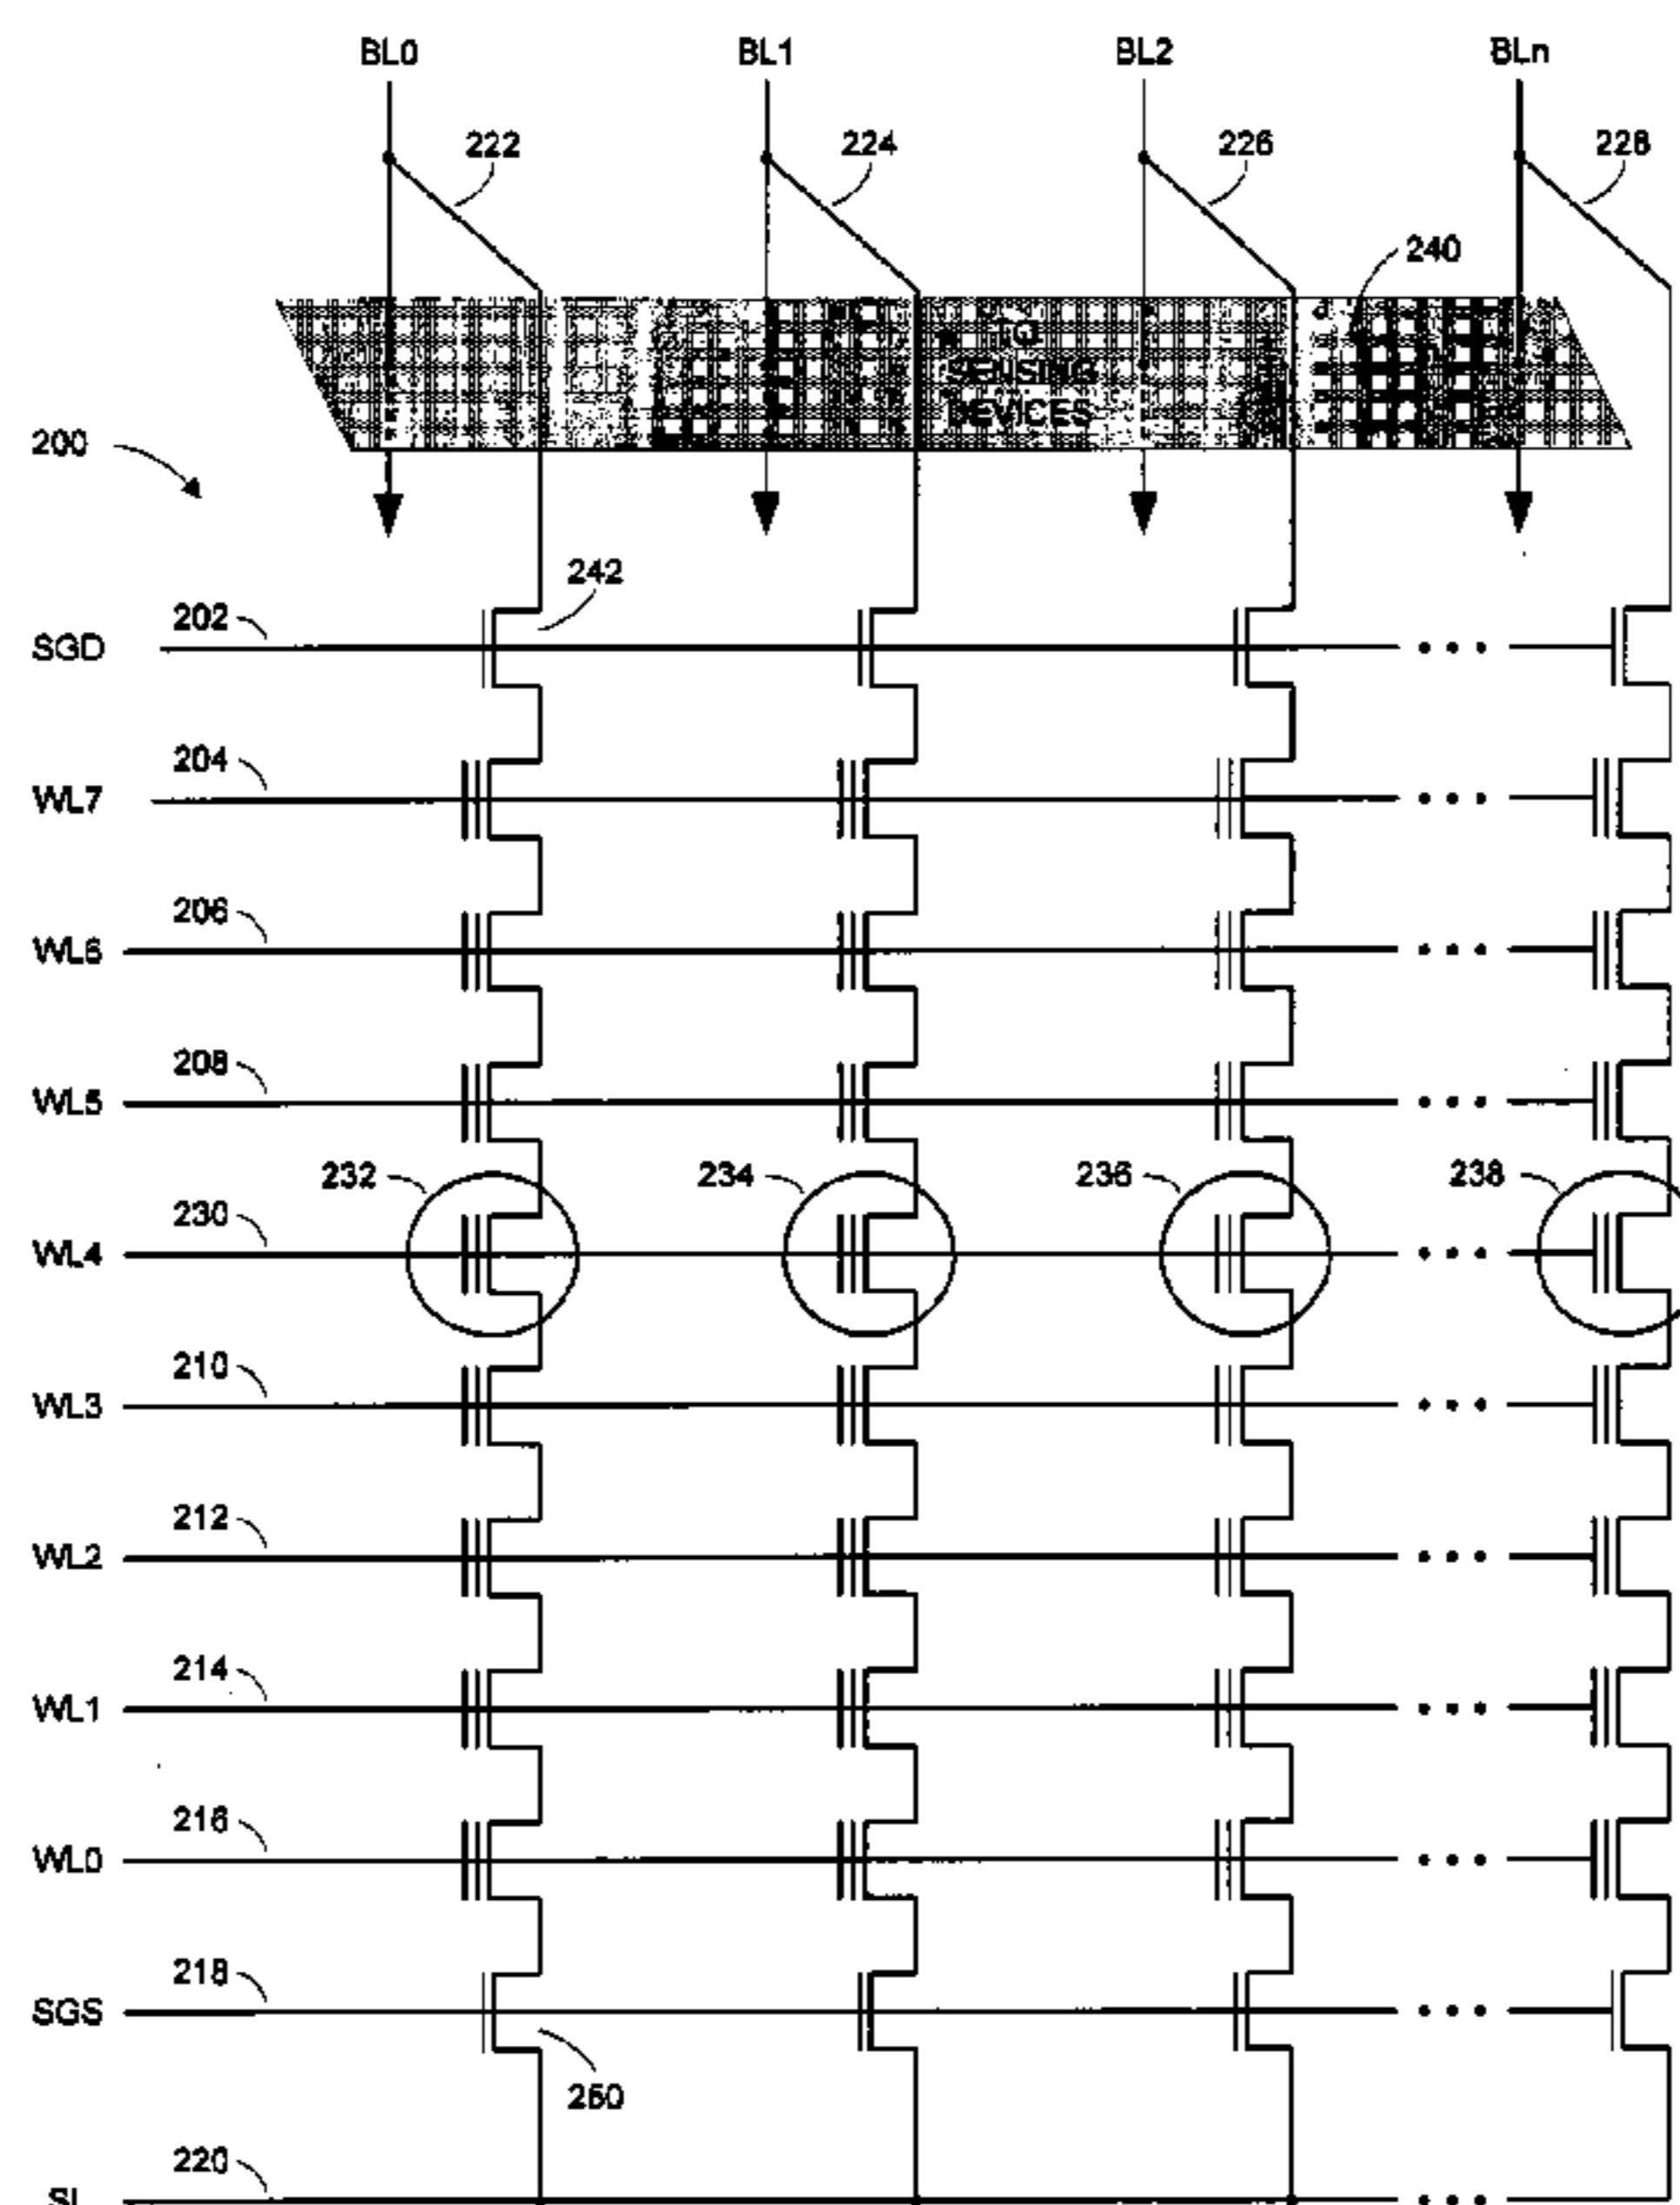 BL0 BL1 BL2 BLn
222 224 226 228
240
TO
SENSING
DEVICES
200
242
202
SGD
204
WL7
206
WL6
208
WL5
232 234 236 238
230
WL4
210
WL3
212
WL2
214
WL1
216
WL0
218
SGS
250
220
SL